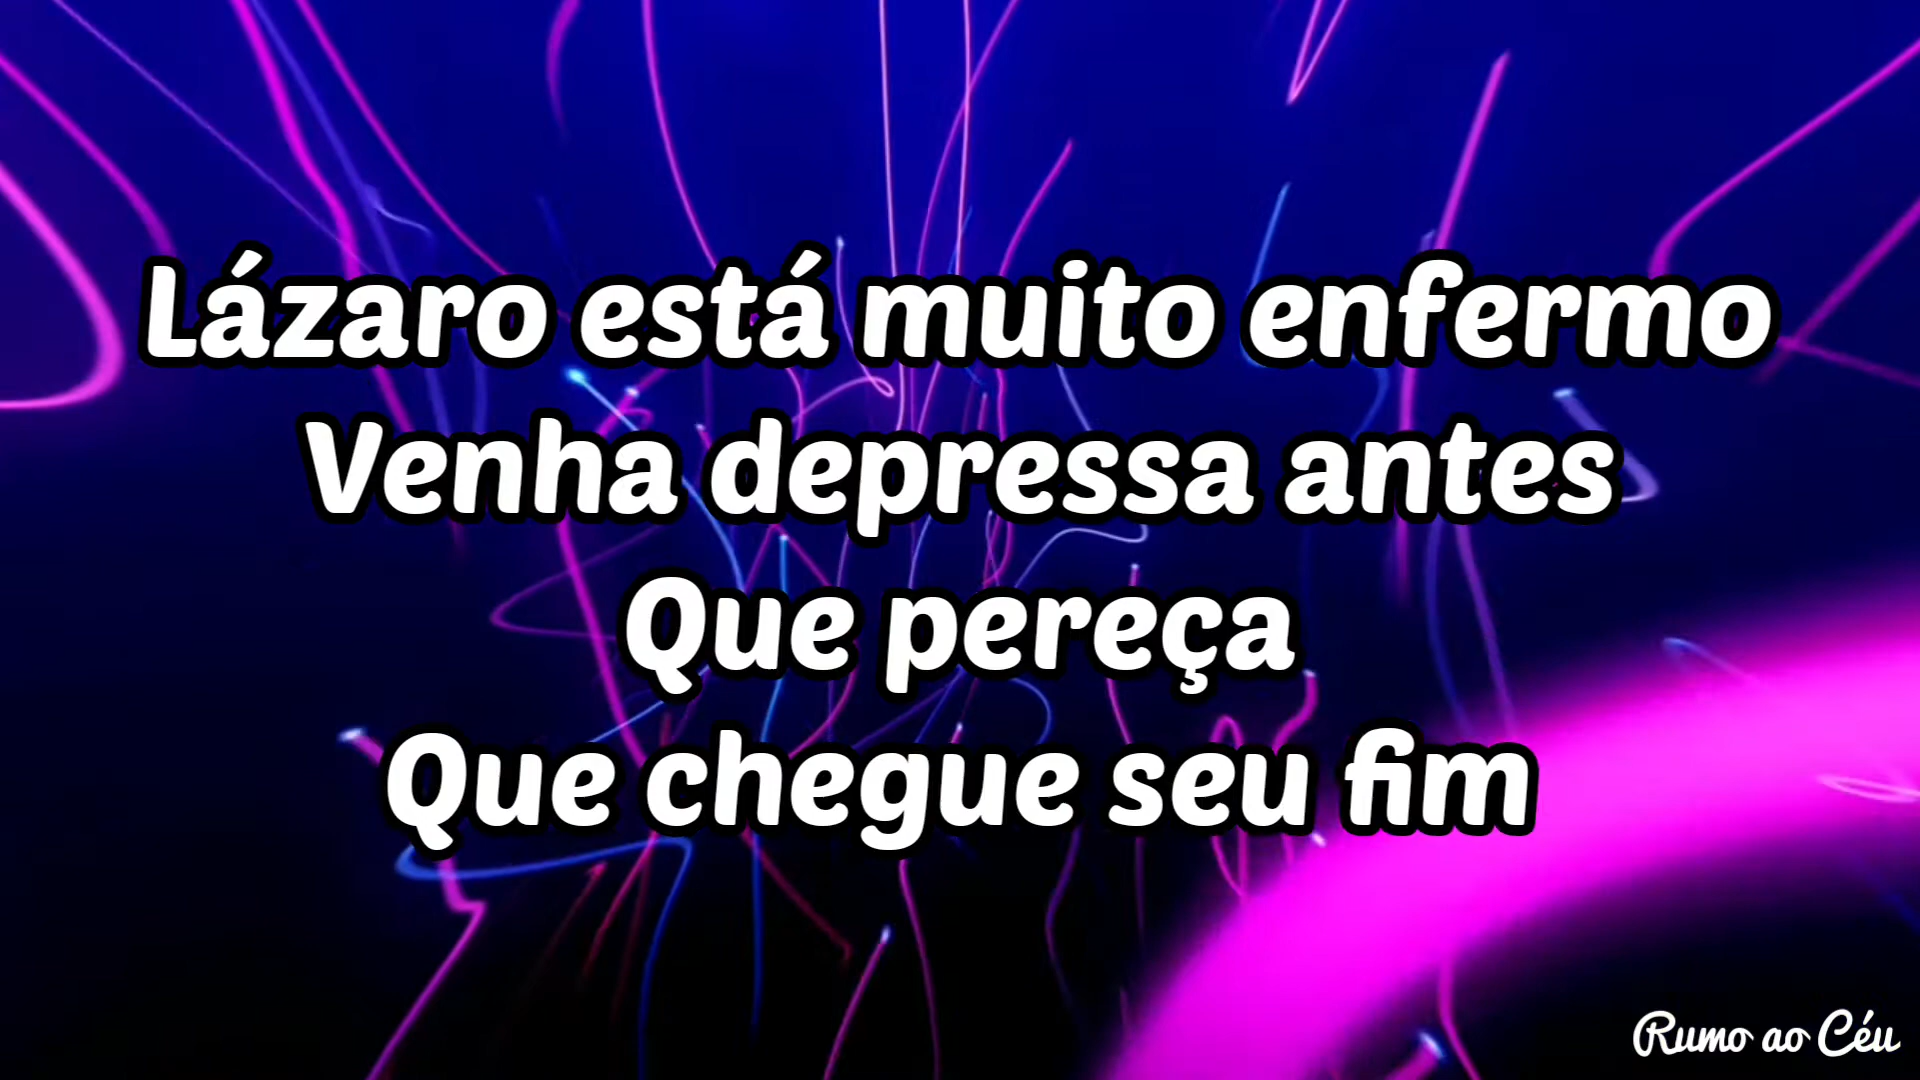 Lázaro está muito enfermo
Venha depressa antes
Que pereça
Que chegue seu fim
Rumo ao Céu